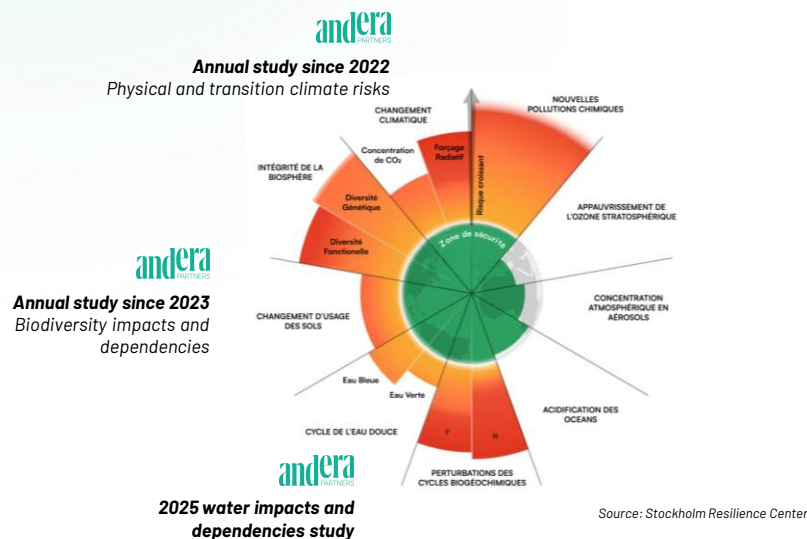 andera
PARTNERS
Annual study since 2022
Physical and transition climate risks
NOUVELLES
POLLUTIONS CHIMIQUES
CHANGEMENT
CLIMATIQUE
Concentration
de CO₂
Forçage
Radiatif
Risque croissant
INTÉGRITÉ DE LA
BIOSPHÈRE
Diversité
Génétique
Diversité
Fonctionelle
Zone de sécurité
APPAUVRISSEMENT DE
L'OZONE STRATOSPHÉRIQUE
andera
PARTNERS
Annual study since 2023
Biodiversity impacts and
dependencies
CHANGEMENT D'USAGE
DES SOLS
CONCENTRATION
ATMOSPHÉRIQUE EN
AÉROSOLS
Eau Bleue
Eau Verte
ACIDIFICATION DES
OCEANS
CYCLE DE L'EAU DOUCE
P
N
PERTURBATIONS DES
CYCLES BIOGÉOCHIMIQUES
andera
PARTNERS
2025 water impacts and
dependencies study
Source: Stockholm Resilience Center